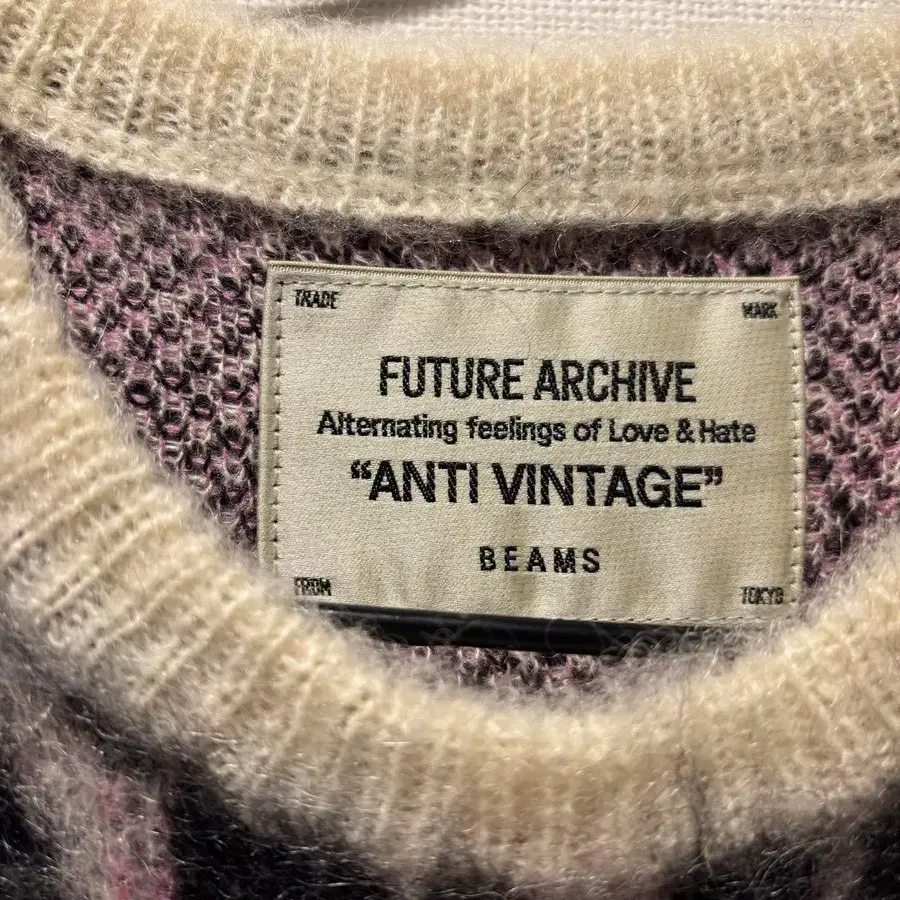 TRADE MARK
FUTURE ARCHIVE
Alternating feelings of Love & Hate
“ANTI VINTAGE”
BEAMS
FROM TOKYO